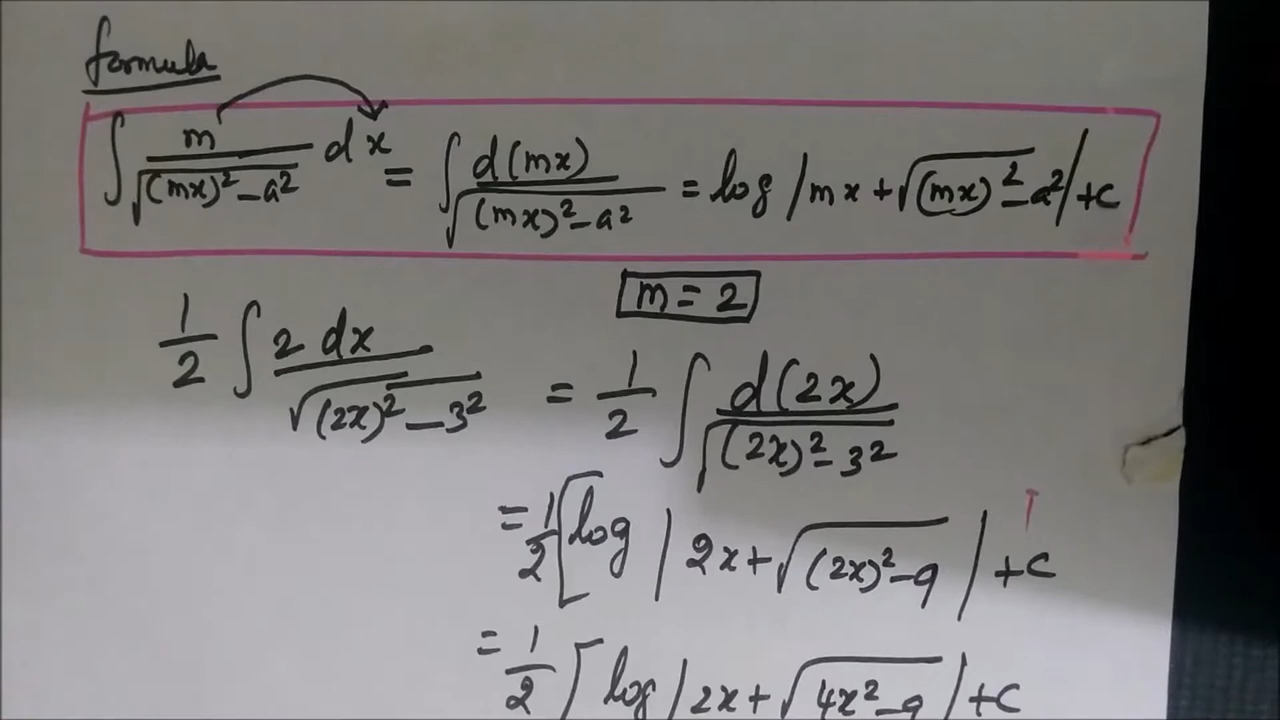 formula
∫ m/√((mx)²-a²) dx = ∫ d(mx)/√((mx)²-a²) = log |mx+√((mx)²-a²)|+c
m = 2
1/2 ∫ 2 dx/√((2x)²-3²) = 1/2 ∫ d(2x)/√((2x)²-3²)
= 1/2 [log | 2x+√((2x)²-9) | +c
= 1/2 [log | 2x+√(4x²-9) | +c